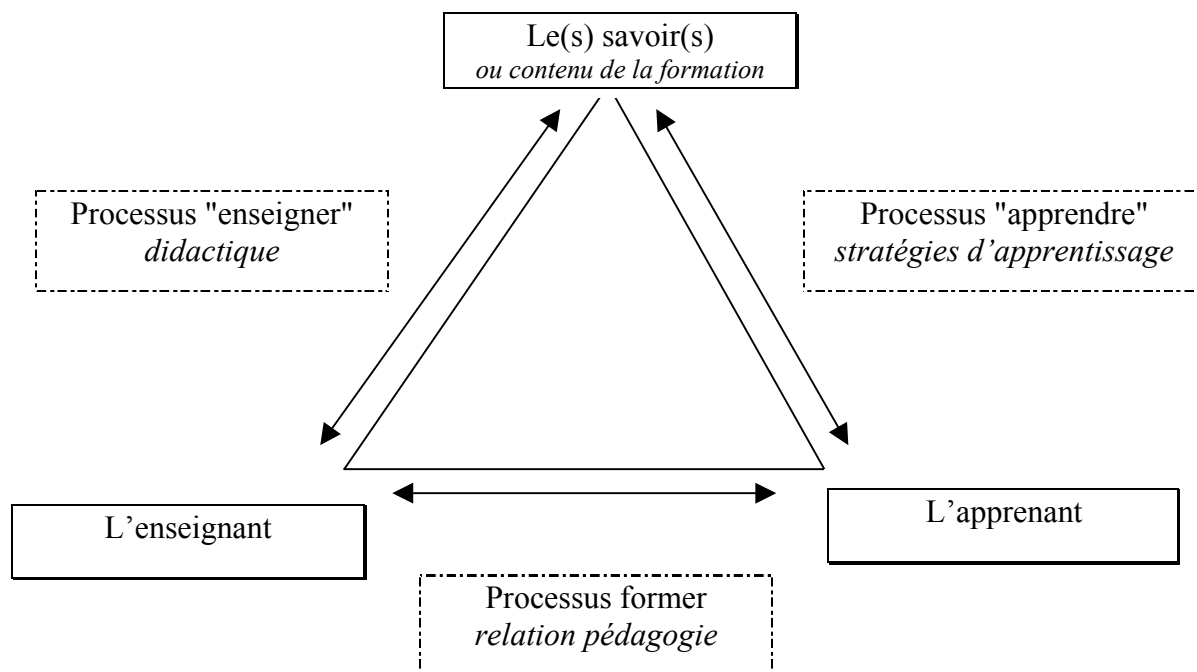 Le(s) savoir(s)
ou contenu de la formation
Processus "enseigner"
didactique
Processus "apprendre"
stratégies d’apprentissage
L’enseignant
L’apprenant
Processus former
relation pédagogie